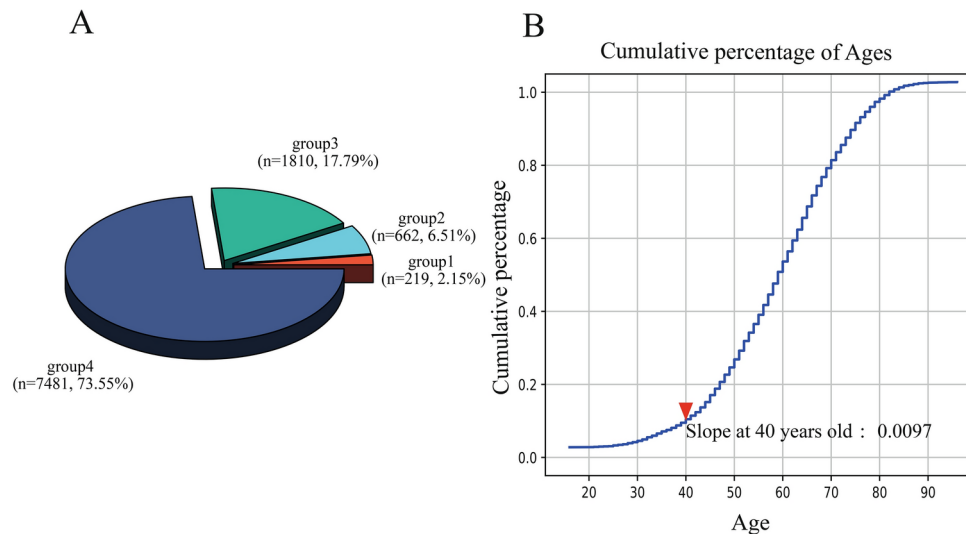 A
group3
(n=1810, 17.79%)
group2
(n=662, 6.51%)
group1
(n=219, 2.15%)
group4
(n=7481, 73.55%)
B
Cumulative percentage of Ages
Cumulative percentage
1.0
0.8
0.6
0.4
0.2
0.0
Slope at 40 years old : 0.0097
20 30 40 50 60 70 80 90
Age